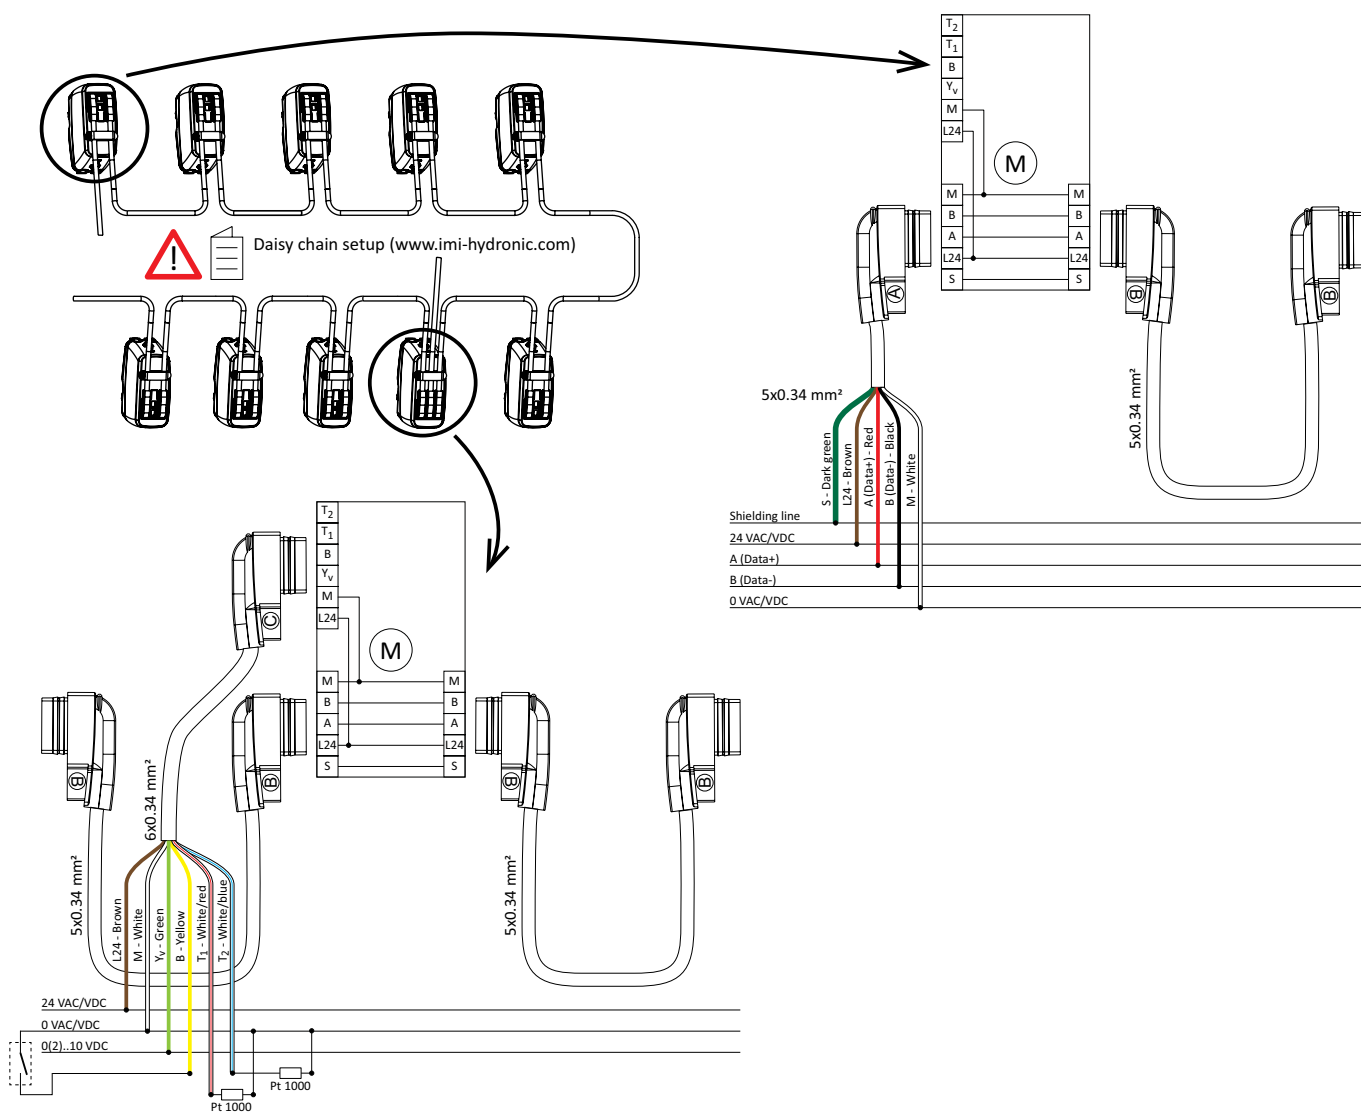 T2
T1
B
Yv
M
L24
M
M
M
B
B
A
A
L24
L24
S
S
A
B
B
!
Daisy chain setup (www.imi-hydronic.com)
5x0.34 mm²
5x0.34 mm²
S - Dark green
L24 - Brown
A (Data+) - Red
B (Data-) - Black
M - White
Shielding line
24 VAC/VDC
A (Data+)
B (Data-)
0 VAC/VDC
T2
T1
B
Yv
M
L24
M
M
M
B
B
A
A
L24
L24
S
S
C
B
B
B
B
6x0.34 mm²
5x0.34 mm²
5x0.34 mm²
L24 - Brown
M - White
Yv - Green
B - Yellow
T1 - White/red
T2 - White/blue
24 VAC/VDC
0 VAC/VDC
0(2)..10 VDC
Pt 1000
Pt 1000